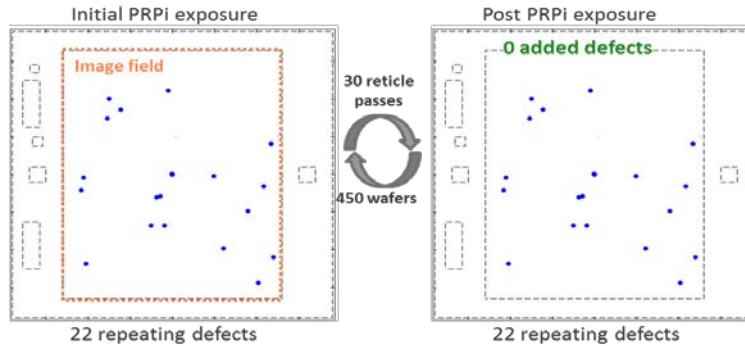 Initial PRPi exposure
Post PRPi exposure
Image field
0 added defects
30 reticle
passes
450 wafers
22 repeating defects
22 repeating defects